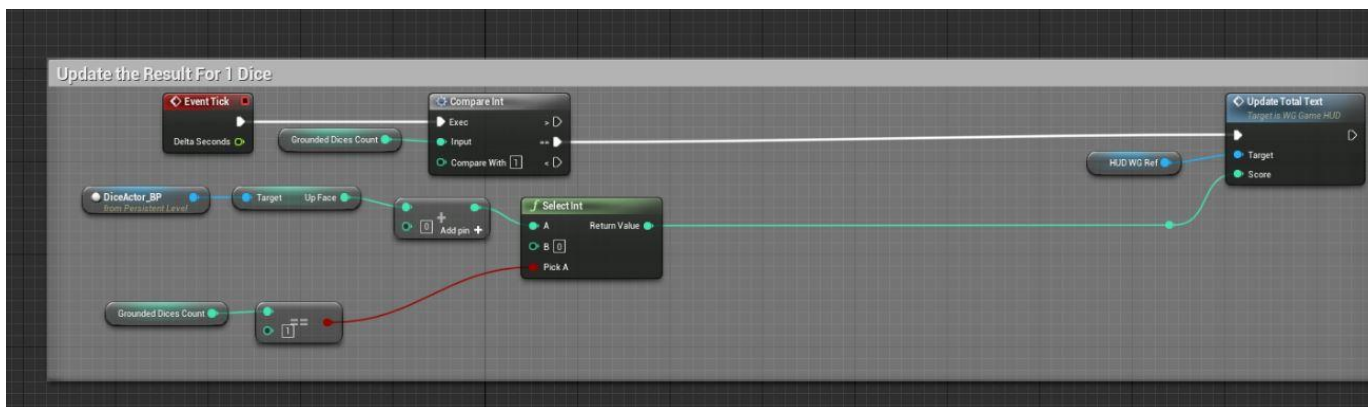 Update the Result For 1 Dice
Event Tick
Delta Seconds
Grounded Dices Count
Compare Int
Exec
>
Input
==
Compare With 1
<
Update Total Text
Target is WG Game HUD
HUD WG Ref
Target
Score
DiceActor_BP
from Persistent Level
Target Up Face
+
0 Add pin +
f Select Int
A Return Value
B 0
Pick A
Grounded Dices Count
==
1